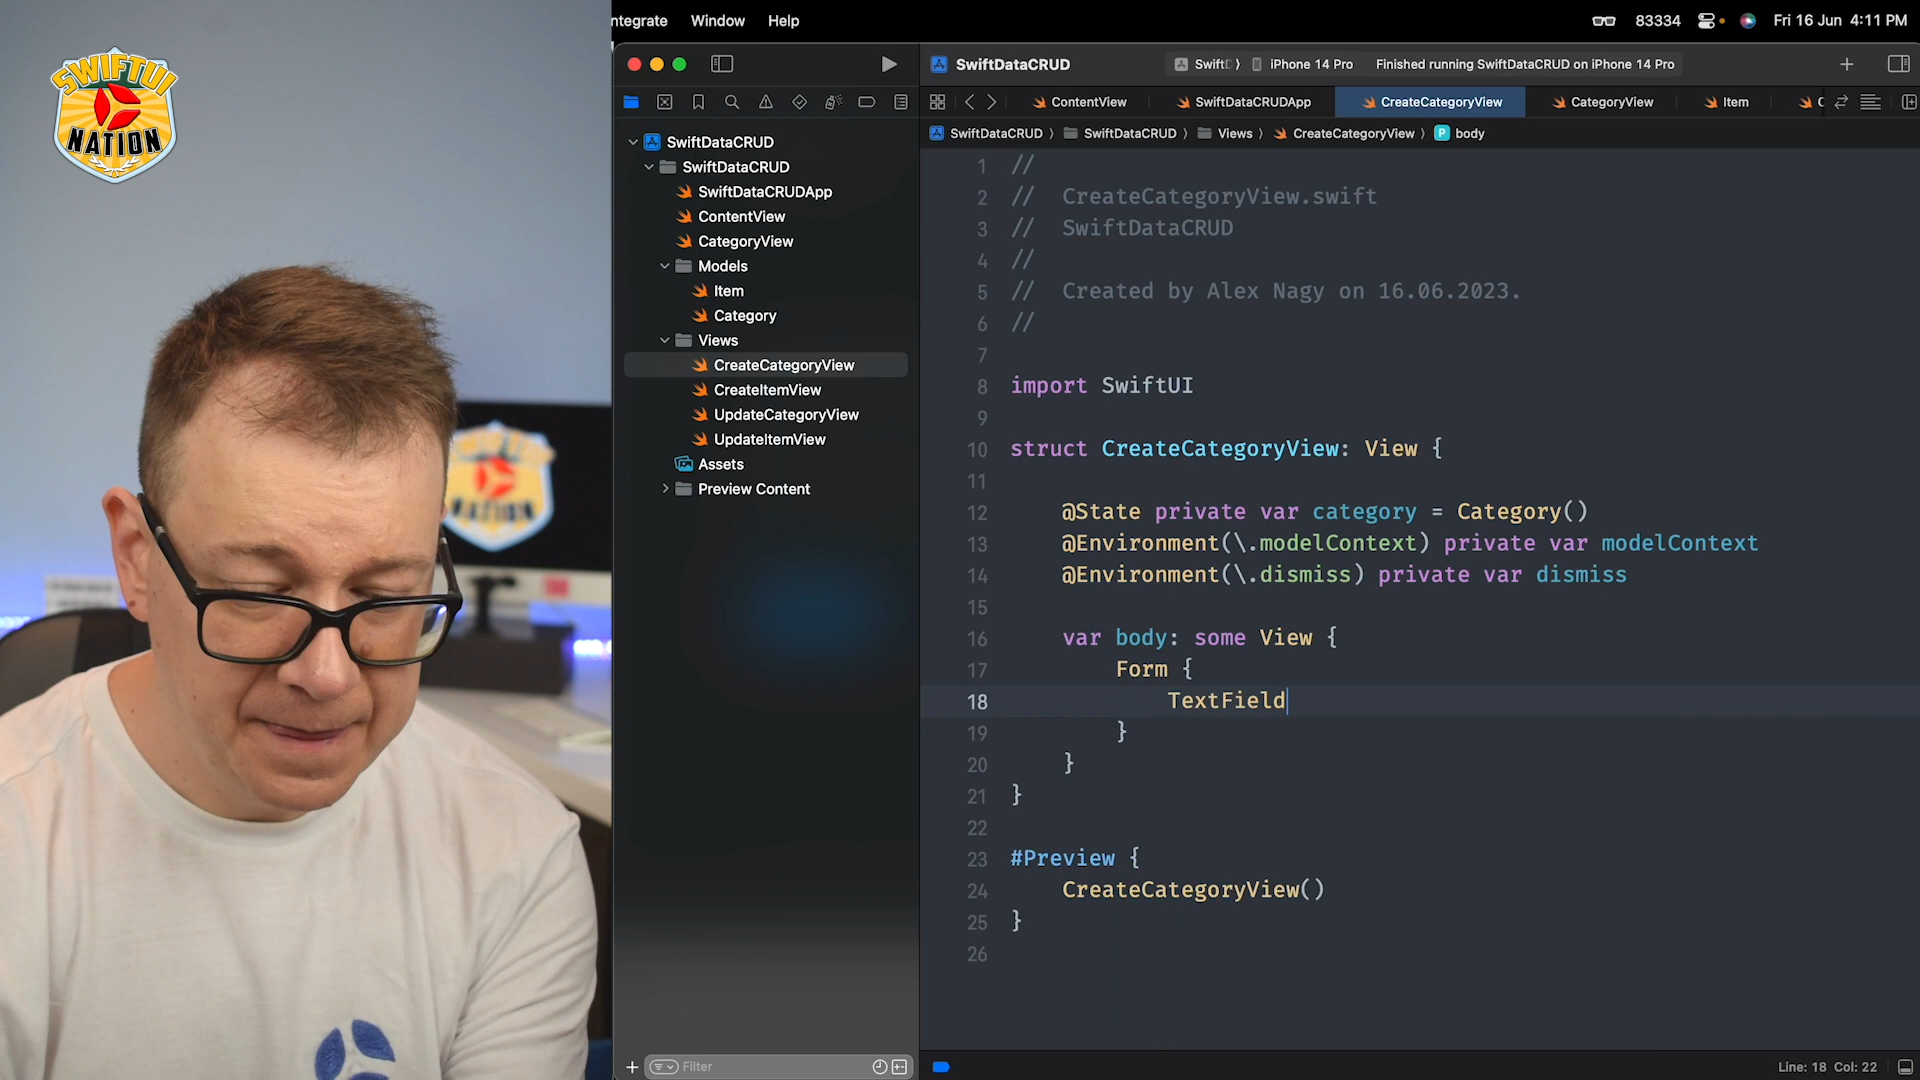 SWIFTUI
NATION
ntegrate Window Help
83334 Fri 16 Jun 4:11 PM
SwiftDataCRUD
SwiftD iPhone 14 Pro Finished running SwiftDataCRUD on iPhone 14 Pro
ContentView SwiftDataCRUDApp CreateCategoryView CategoryView Item C
SwiftDataCRUD SwiftDataCRUD Views CreateCategoryView P body
SwiftDataCRUD
SwiftDataCRUD
SwiftDataCRUDApp
ContentView
CategoryView
Models
Item
Category
Views
CreateCategoryView
CreateItemView
UpdateCategoryView
UpdateItemView
Assets
Preview Content
Filter
1 //
2 //  CreateCategoryView.swift
3 //  SwiftDataCRUD
4 //
5 //  Created by Alex Nagy on 16.06.2023.
6 //
7
8 import SwiftUI
9
10 struct CreateCategoryView: View {
11
12     @State private var category = Category()
13     @Environment(\.modelContext) private var modelContext
14     @Environment(\.dismiss) private var dismiss
15
16     var body: some View {
17         Form {
18             TextField
19         }
20     }
21 }
22
23 #Preview {
24     CreateCategoryView()
25 }
26
Line: 18 Col: 22
SWIFTUI
NATION